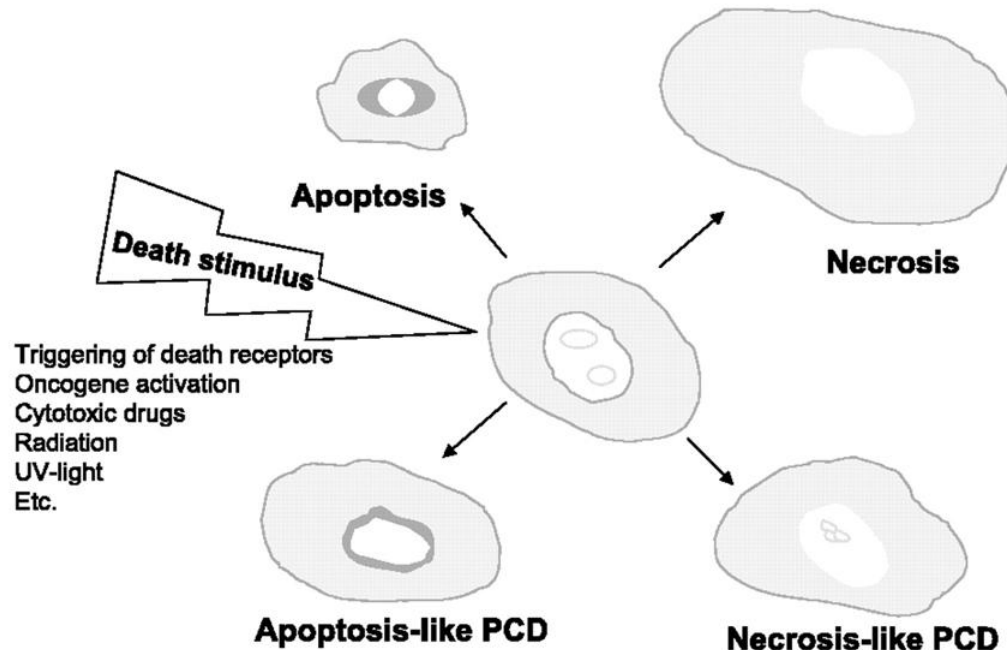 Apoptosis
Necrosis
Death stimulus
Triggering of death receptors
Oncogene activation
Cytotoxic drugs
Radiation
UV-light
Etc.
Apoptosis-like PCD
Necrosis-like PCD